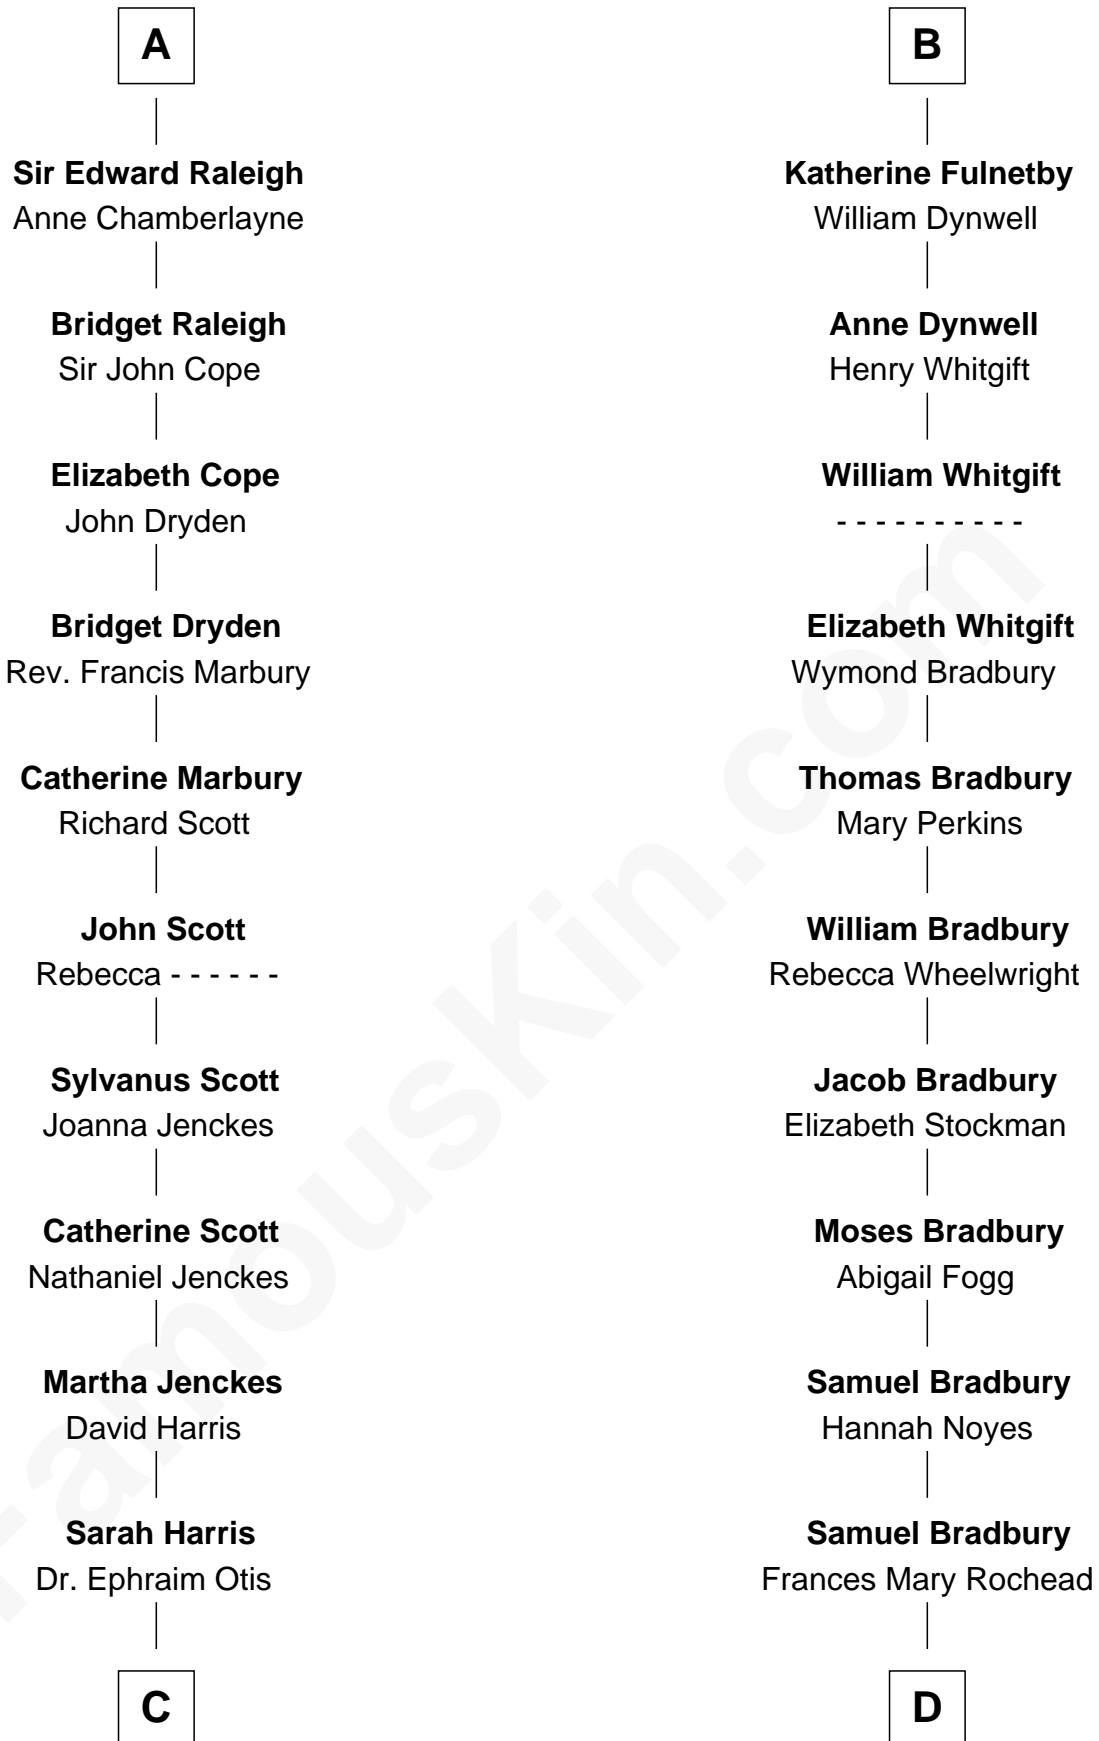 A
Sir Edward Raleigh
Anne Chamberlayne
Bridget Raleigh
Sir John Cope
Elizabeth Cope
John Dryden
Bridget Dryden
Rev. Francis Marbury
Catherine Marbury
Richard Scott
John Scott
Rebecca - - - - - -
Sylvanus Scott
Joanna Jenckes
Catherine Scott
Nathaniel Jenckes
Martha Jenckes
David Harris
Sarah Harris
Dr. Ephraim Otis
C
B
Katherine Fulnetby
William Dynwell
Anne Dynwell
Henry Whitgift
William Whitgift
- - - - - - - - - -
Elizabeth Whitgift
Wymond Bradbury
Thomas Bradbury
Mary Perkins
William Bradbury
Rebecca Wheelwright
Jacob Bradbury
Elizabeth Stockman
Moses Bradbury
Abigail Fogg
Samuel Bradbury
Hannah Noyes
Samuel Bradbury
Frances Mary Rochead
D
FamousKin.com